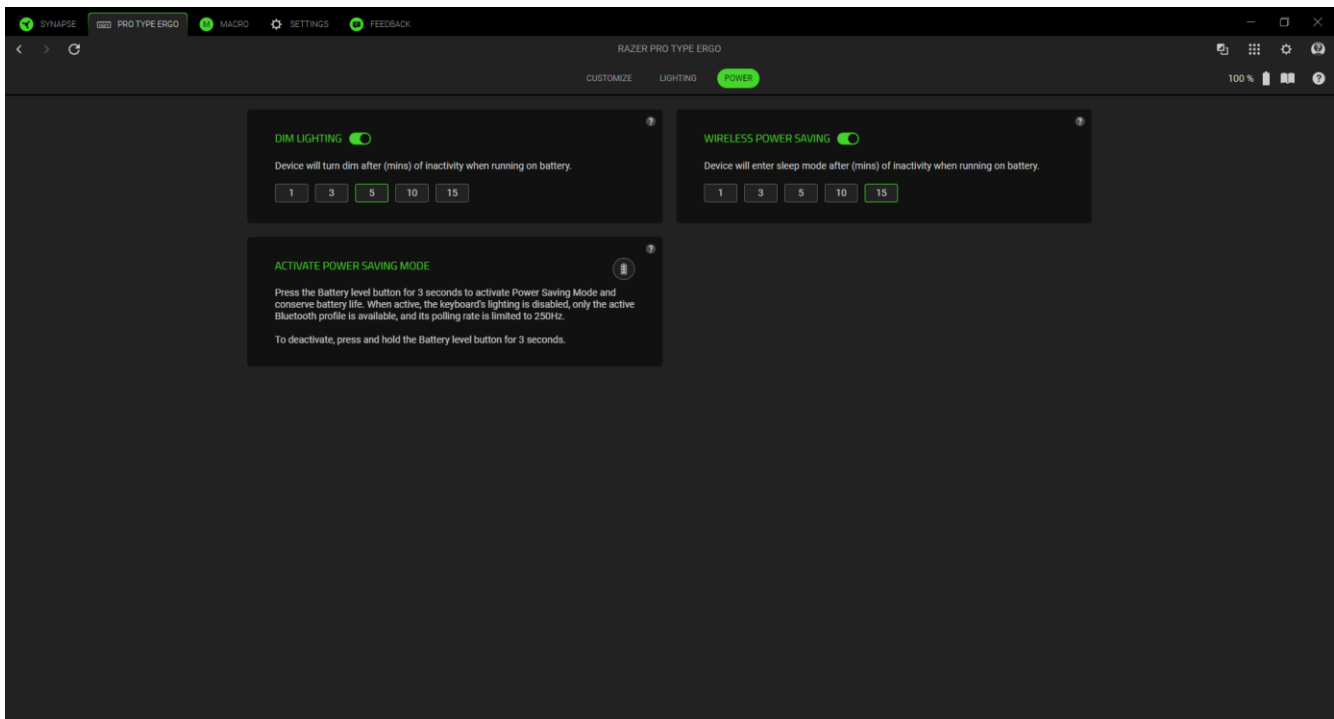 SYNAPSE PRO TYPE ERGO M MACRO SETTINGS FEEDBACK
RAZER PRO TYPE ERGO
CUSTOMIZE LIGHTING POWER 100 % ?
DIM LIGHTING ?
Device will turn dim after (mins) of inactivity when running on battery.
1 3 5 10 15
WIRELESS POWER SAVING ?
Device will enter sleep mode after (mins) of inactivity when running on battery.
1 3 5 10 15
ACTIVATE POWER SAVING MODE ?
Press the Battery level button for 3 seconds to activate Power Saving Mode and
conserve battery life. When active, the keyboard's lighting is disabled, only the active
Bluetooth profile is available, and its polling rate is limited to 250Hz.
To deactivate, press and hold the Battery level button for 3 seconds.